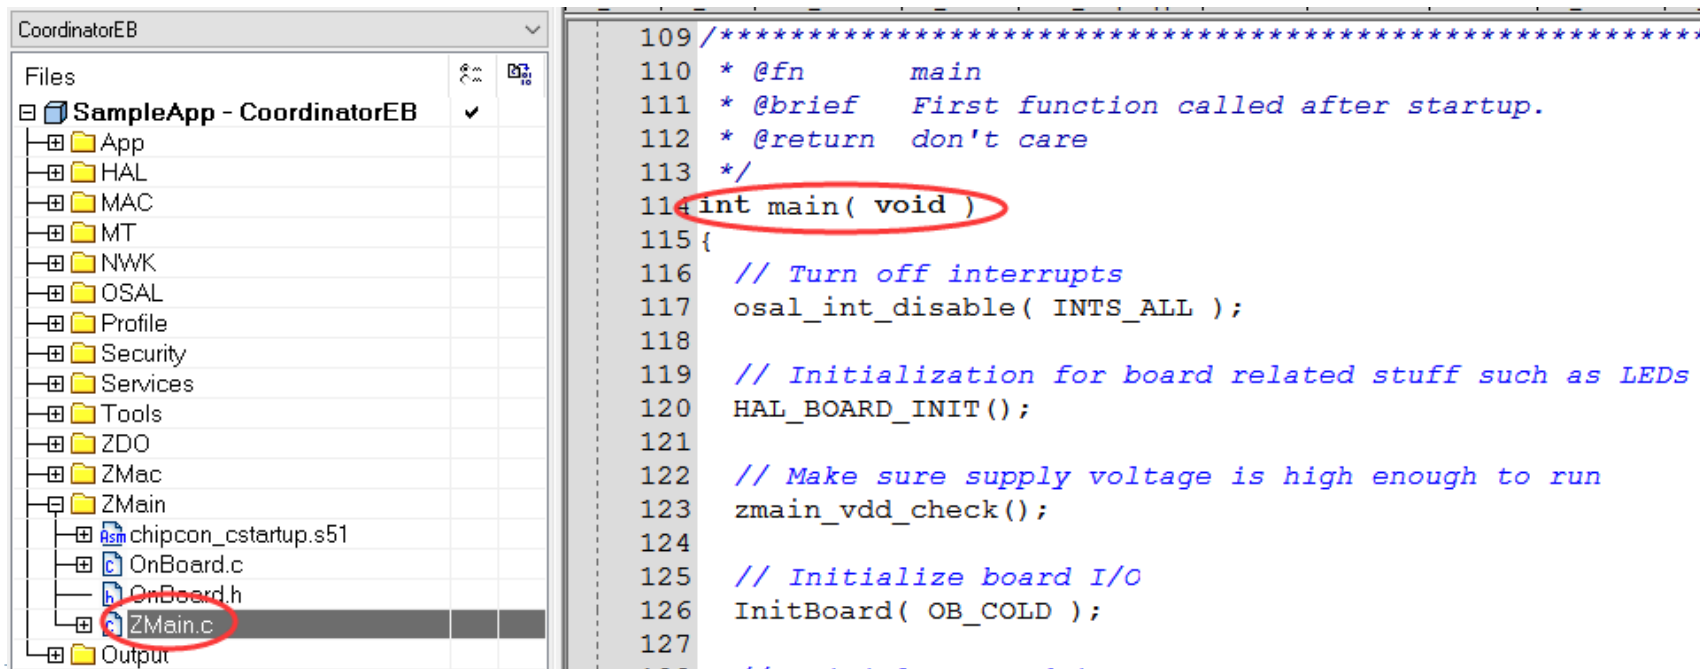 CoordinatorEB
Files
SampleApp - CoordinatorEB
App
HAL
MAC
MT
NWK
OSAL
Profile
Security
Services
Tools
ZDO
ZMac
ZMain
chipcon_cstartup.s51
OnBoard.c
OnBoard.h
ZMain.c
Output
109 /*******************************************************
110 * @fn main
111 * @brief First function called after startup.
112 * @return don't care
113 */
114 int main( void )
115 {
116 // Turn off interrupts
117 osal_int_disable( INTS_ALL );
118
119 // Initialization for board related stuff such as LEDs
120 HAL_BOARD_INIT();
121
122 // Make sure supply voltage is high enough to run
123 zmain_vdd_check();
124
125 // Initialize board I/O
126 InitBoard( OB_COLD );
127